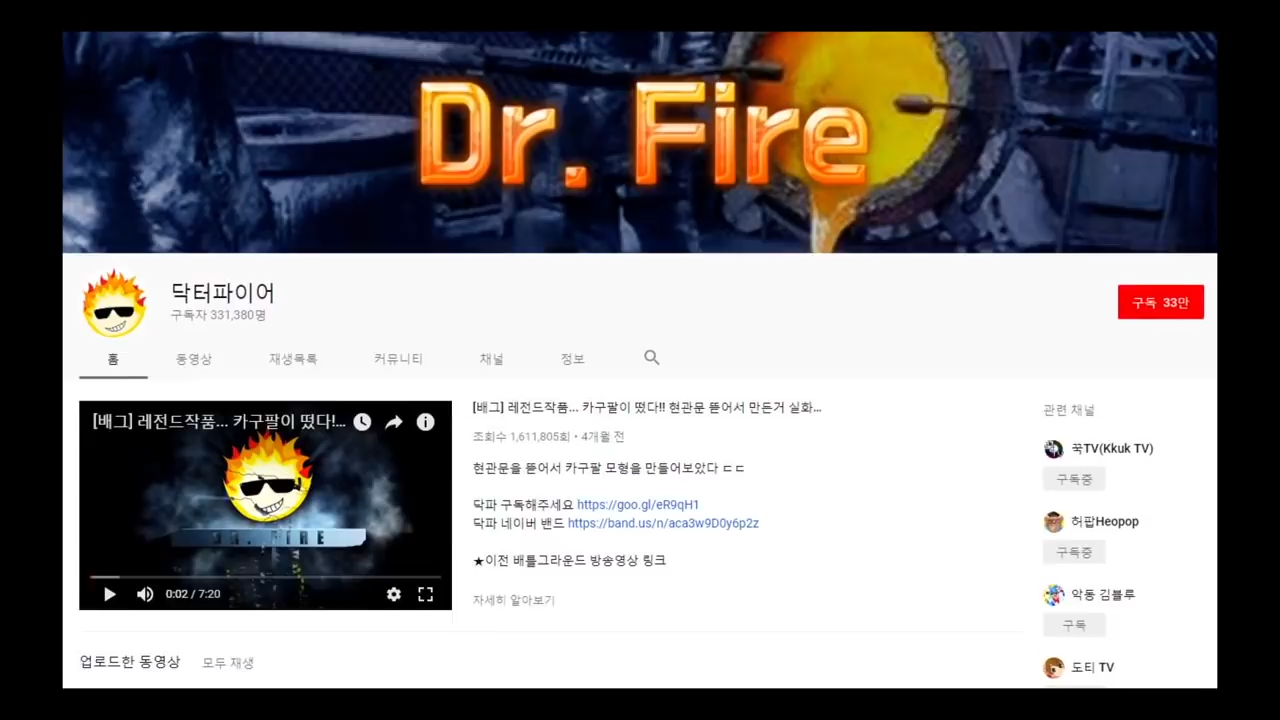 Dr. Fire
닥터파이어
구독자 331,380명
구독 33만
홈 동영상 재생목록 커뮤니티 채널 정보
[배그] 레전드작품... 카구팔이 떴다!...
DR. FIRE
0:02 / 7:20
[배그] 레전드작품... 카구팔이 떴다!! 현관문 뜯어서 만든거 실화...
조회수 1,611,805회 • 4개월 전
현관문을 뜯어서 카구팔 모형을 만들어보았다 ㄷㄷ
닥파 구독해주세요 https://goo.gl/eR9qH1
닥파 네이버 밴드 https://band.us/n/aca3w9D0y6p2z
★이전 배틀그라운드 방송영상 링크
자세히 알아보기
관련 채널
꾹TV(Kkuk TV)
구독중
허팝Heopop
구독중
악동 김블루
구독
도티 TV
업로드한 동영상 모두 재생